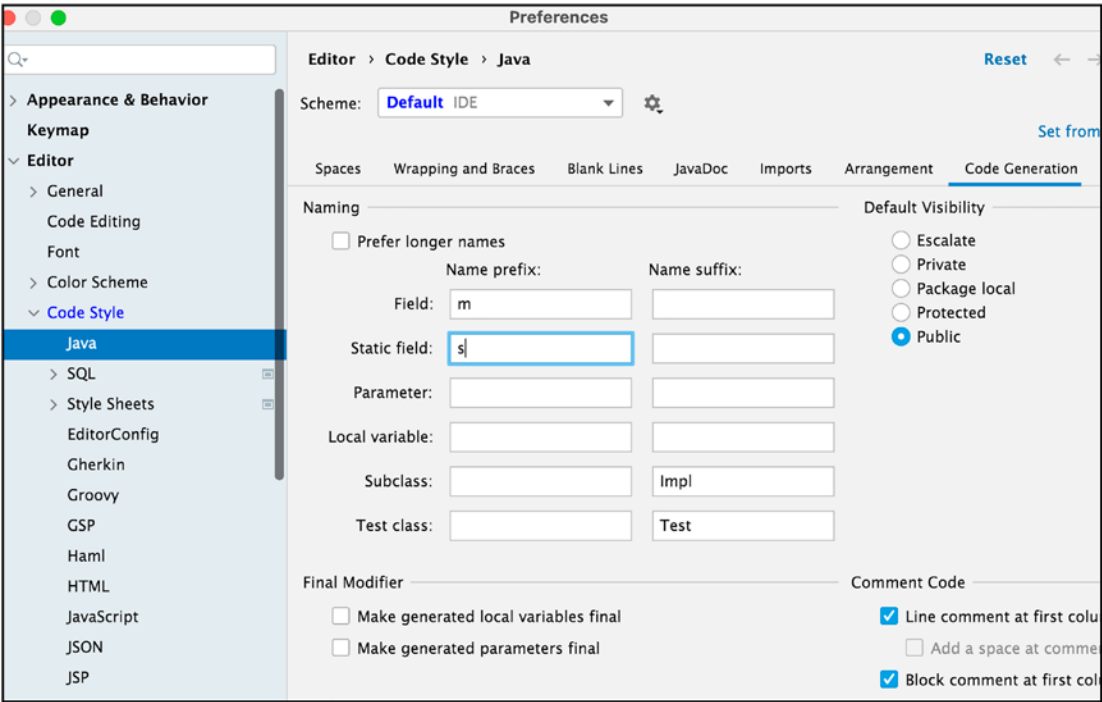 Preferences
Editor › Code Style › Java
Reset
Scheme:
Default IDE
Set from
Appearance & Behavior
Keymap
Editor
General
Code Editing
Font
Color Scheme
Code Style
Java
SQL
Style Sheets
EditorConfig
Gherkin
Groovy
GSP
Haml
HTML
JavaScript
JSON
JSP
Spaces Wrapping and Braces Blank Lines JavaDoc Imports Arrangement Code Generation
Naming
Prefer longer names
Name prefix: Name suffix:
Field: m
Static field: s
Parameter:
Local variable:
Subclass: Impl
Test class: Test
Default Visibility
Escalate
Private
Package local
Protected
Public
Final Modifier
Make generated local variables final
Make generated parameters final
Comment Code
Line comment at first colu
Add a space at comme
Block comment at first col